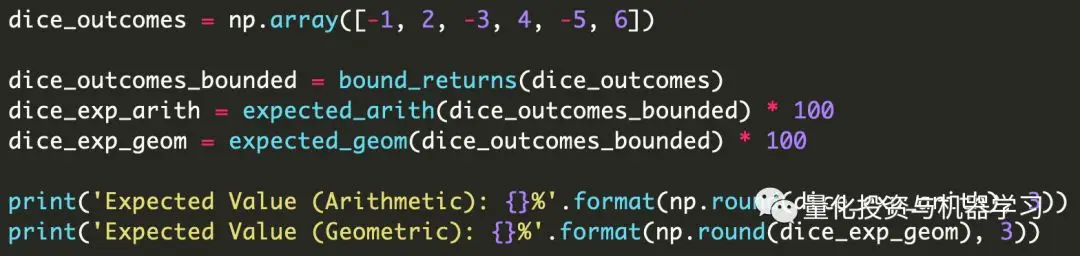 dice_outcomes = np.array([-1, 2, -3, 4, -5, 6])
dice_outcomes_bounded = bound_returns(dice_outcomes)
dice_exp_arith = expected_arith(dice_outcomes_bounded) * 100
dice_exp_geom = expected_geom(dice_outcomes_bounded) * 100
print('Expected Value (Arithmetic): {}%'.format(np.round(dice_exp_arith), 3))
print('Expected Value (Geometric): {}%'.format(np.round(dice_exp_geom), 3))
量化投资与机器学习